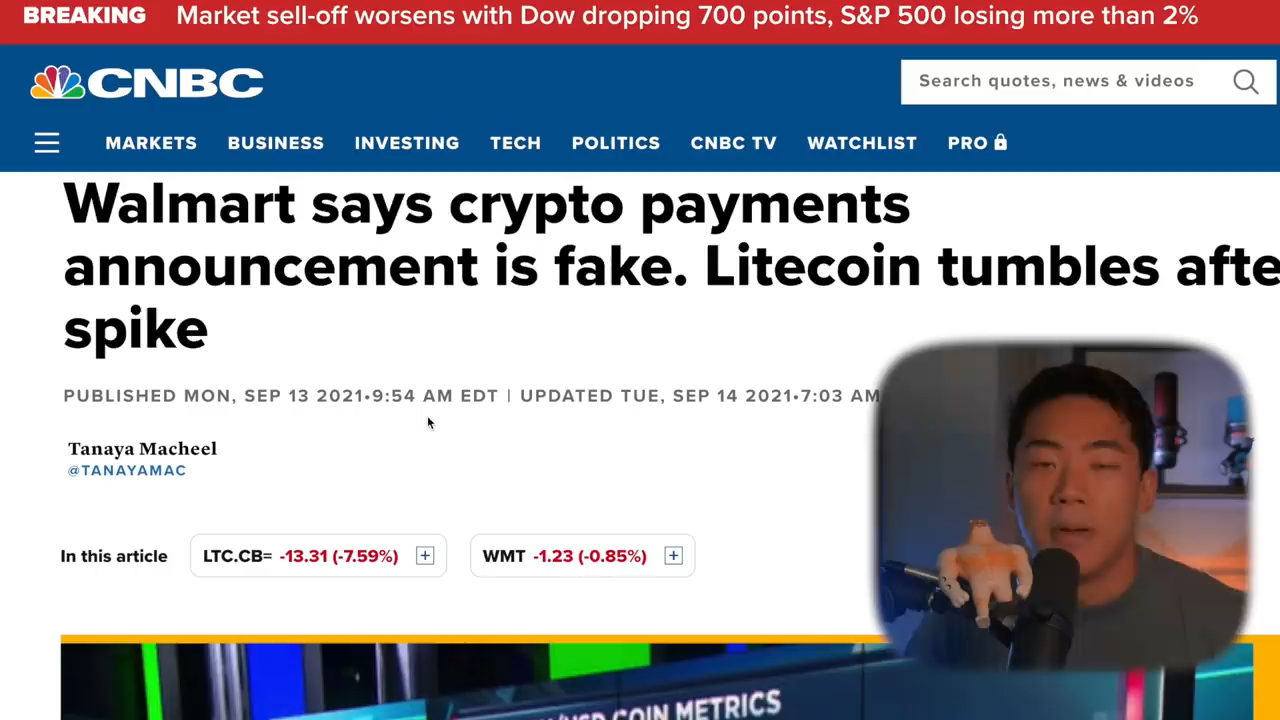 BREAKING Market sell-off worsens with Dow dropping 700 points, S&P 500 losing more than 2%
CNBC
Search quotes, news & videos
MARKETS BUSINESS INVESTING TECH POLITICS CNBC TV WATCHLIST PRO
Walmart says crypto payments
announcement is fake. Litecoin tumbles afte
spike
PUBLISHED MON, SEP 13 2021•9:54 AM EDT | UPDATED TUE, SEP 14 2021•7:03 AM
Tanaya Macheel
@TANAYAMAC
In this article LTC.CB= -13.31 (-7.59%) + WMT -1.23 (-0.85%) +
COIN METRICS